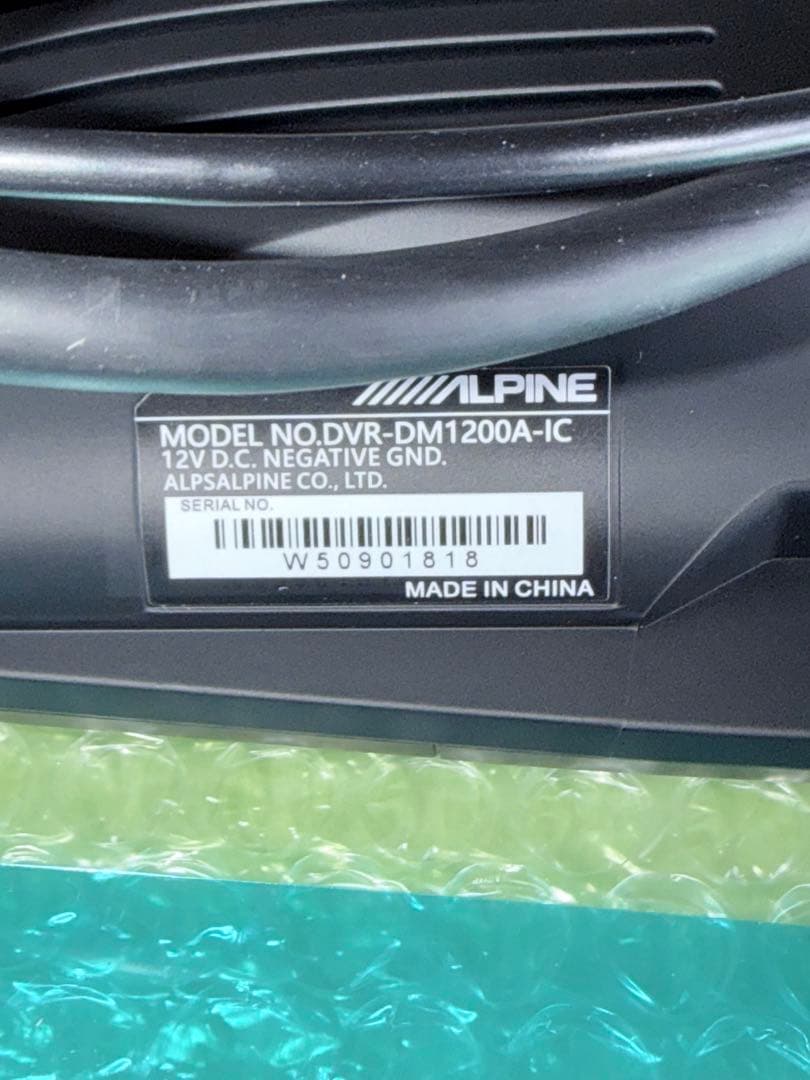 ALPINE
MODEL NO.DVR-DM1200A-IC
12V D.C. NEGATIVE GND.
ALPSALPINE CO., LTD.
SERIAL NO.
W50901818
MADE IN CHINA